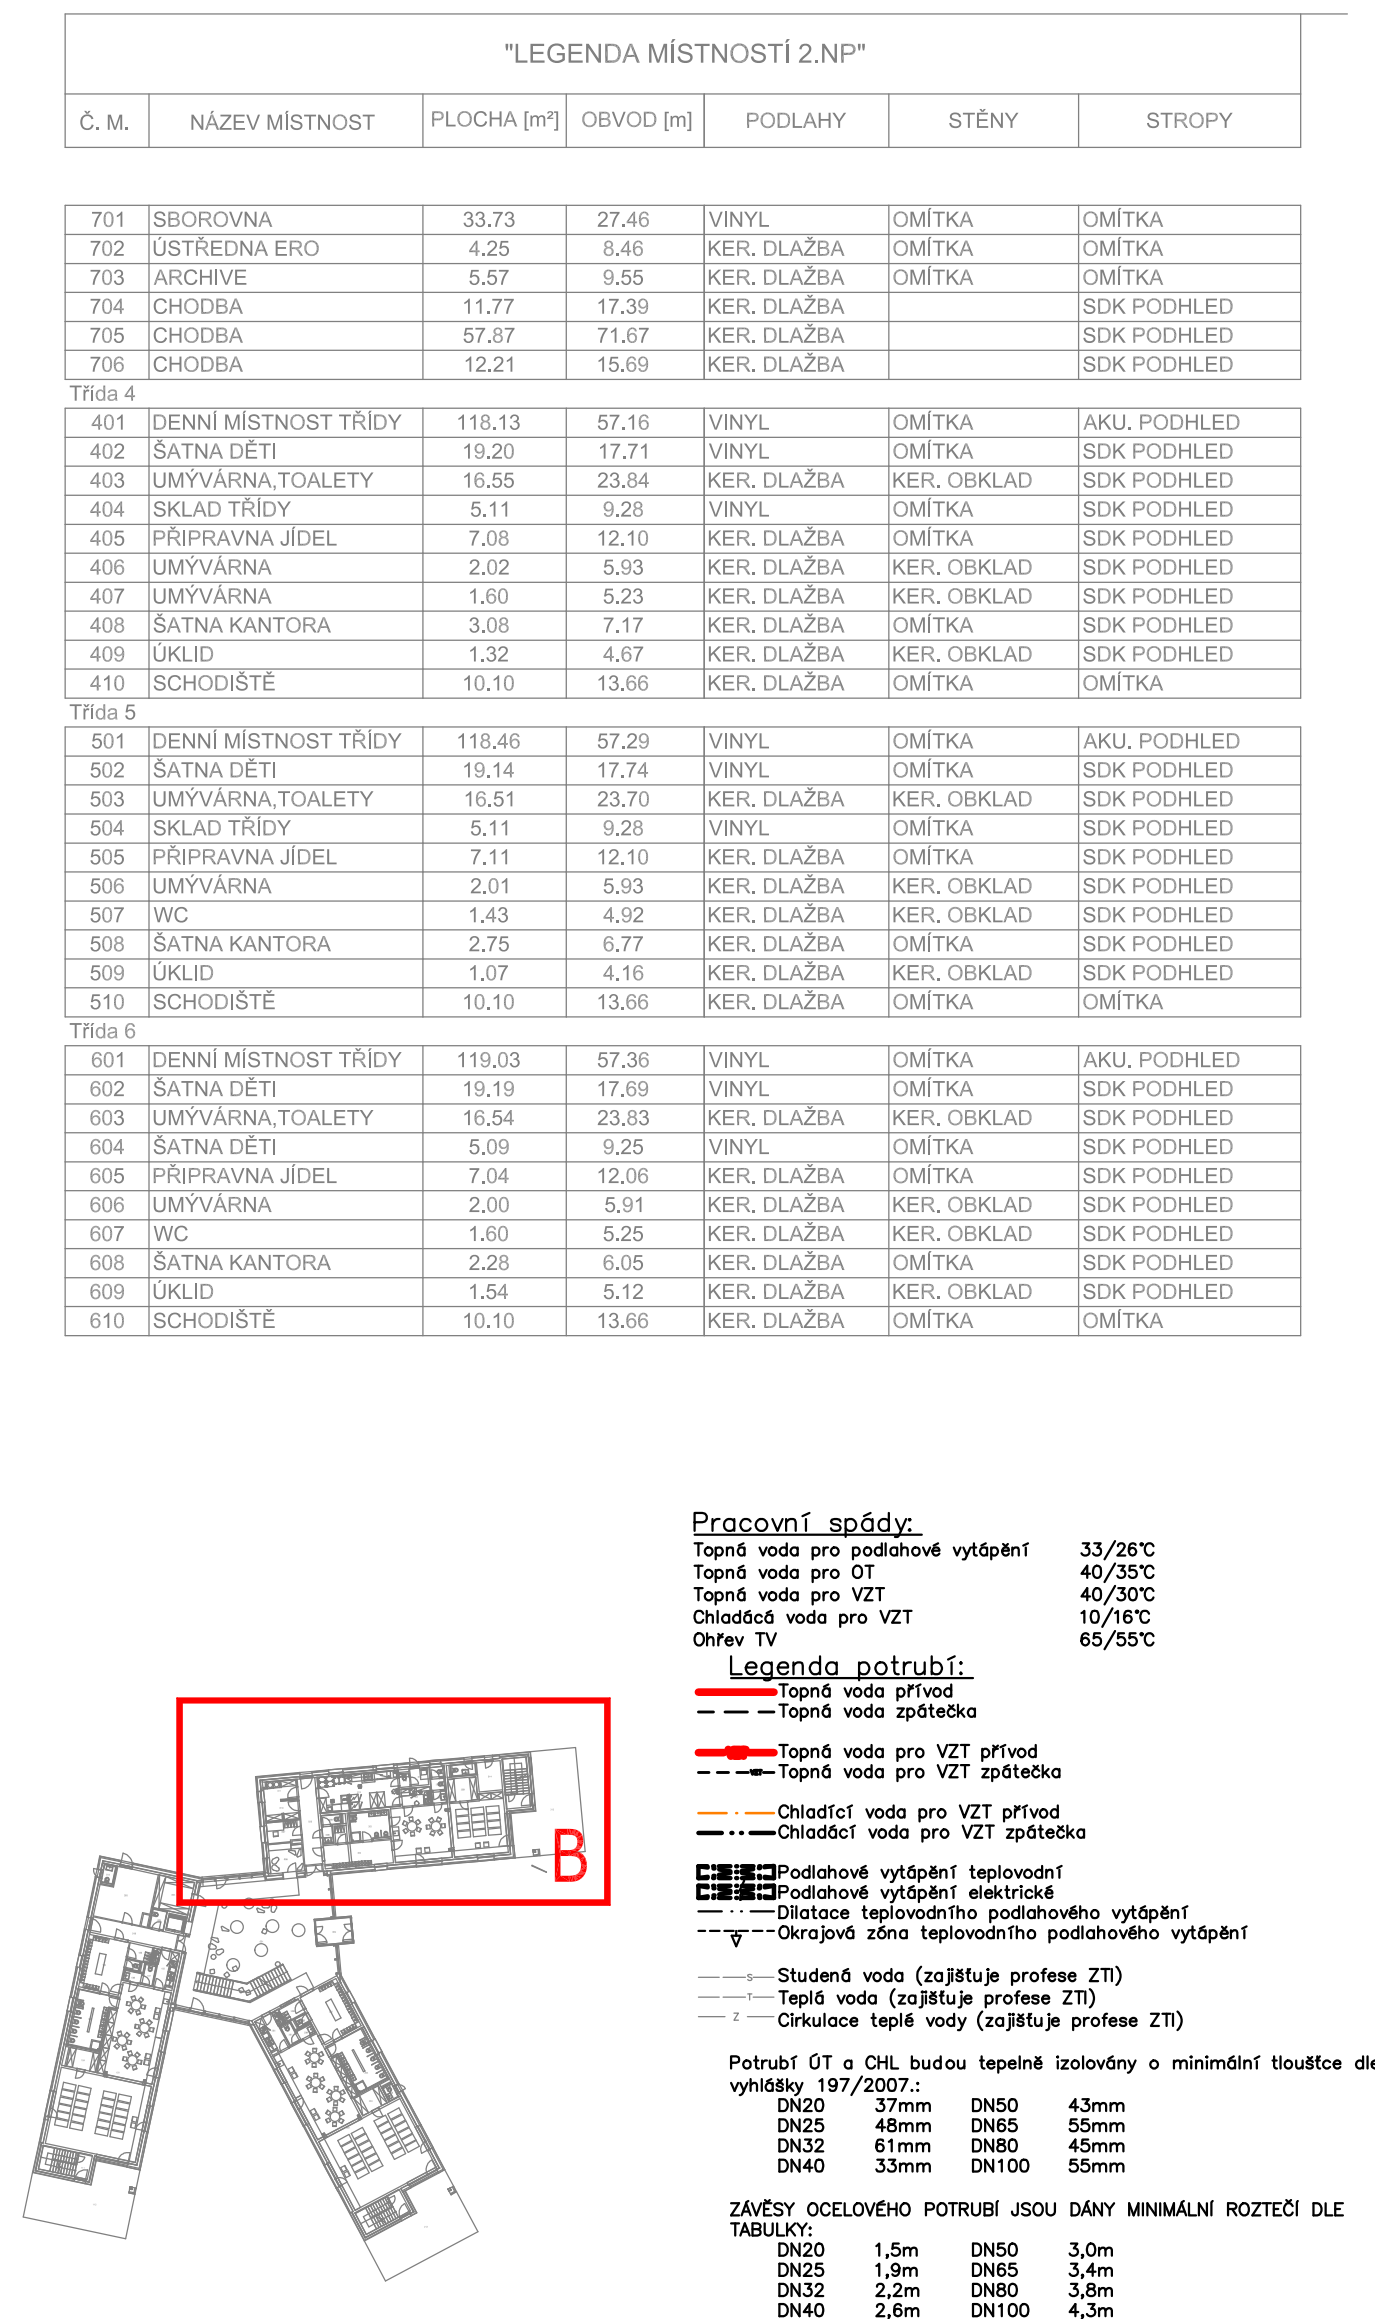 "LEGENDA MÍSTNOSTÍ 2.NP"
Č. M. NÁZEV MÍSTNOST PLOCHA [m²] OBVOD [m] PODLAHY STĚNY STROPY
701 SBOROVNA 33.73 27.46 VINYL OMÍTKA OMÍTKA
702 ÚSTŘEDNA ERO 4.25 8.46 KER. DLAŽBA OMÍTKA OMÍTKA
703 ARCHIVE 5.57 9.55 KER. DLAŽBA OMÍTKA OMÍTKA
704 CHODBA 11.77 17.39 KER. DLAŽBA SDK PODHLED
705 CHODBA 57.87 71.67 KER. DLAŽBA SDK PODHLED
706 CHODBA 12.21 15.69 KER. DLAŽBA SDK PODHLED
Třída 4
401 DENNÍ MÍSTNOST TŘÍDY 118.13 57.16 VINYL OMÍTKA AKU. PODHLED
402 ŠATNA DĚTI 19.20 17.71 VINYL OMÍTKA SDK PODHLED
403 UMÝVÁRNA,TOALETY 16.55 23.84 KER. DLAŽBA KER. OBKLAD SDK PODHLED
404 SKLAD TŘÍDY 5.11 9.28 VINYL OMÍTKA SDK PODHLED
405 PŘIPRAVNA JÍDEL 7.08 12.10 KER. DLAŽBA OMÍTKA SDK PODHLED
406 UMÝVÁRNA 2.02 5.93 KER. DLAŽBA KER. OBKLAD SDK PODHLED
407 UMÝVÁRNA 1.60 5.23 KER. DLAŽBA KER. OBKLAD SDK PODHLED
408 ŠATNA KANTORA 3.08 7.17 KER. DLAŽBA OMÍTKA SDK PODHLED
409 ÚKLID 1.32 4.67 KER. DLAŽBA KER. OBKLAD SDK PODHLED
410 SCHODIŠTĚ 10.10 13.66 KER. DLAŽBA OMÍTKA OMÍTKA
Třída 5
501 DENNÍ MÍSTNOST TŘÍDY 118.46 57.29 VINYL OMÍTKA AKU. PODHLED
502 ŠATNA DĚTI 19.14 17.74 VINYL OMÍTKA SDK PODHLED
503 UMÝVÁRNA,TOALETY 16.51 23.70 KER. DLAŽBA KER. OBKLAD SDK PODHLED
504 SKLAD TŘÍDY 5.11 9.28 VINYL OMÍTKA SDK PODHLED
505 PŘIPRAVNA JÍDEL 7.11 12.10 KER. DLAŽBA OMÍTKA SDK PODHLED
506 UMÝVÁRNA 2.01 5.93 KER. DLAŽBA KER. OBKLAD SDK PODHLED
507 WC 1.43 4.92 KER. DLAŽBA KER. OBKLAD SDK PODHLED
508 ŠATNA KANTORA 2.75 6.77 KER. DLAŽBA OMÍTKA SDK PODHLED
509 ÚKLID 1.07 4.16 KER. DLAŽBA KER. OBKLAD SDK PODHLED
510 SCHODIŠTĚ 10.10 13.66 KER. DLAŽBA OMÍTKA OMÍTKA
Třída 6
601 DENNÍ MÍSTNOST TŘÍDY 119.03 57.36 VINYL OMÍTKA AKU. PODHLED
602 ŠATNA DĚTI 19.19 17.69 VINYL OMÍTKA SDK PODHLED
603 UMÝVÁRNA,TOALETY 16.54 23.83 KER. DLAŽBA KER. OBKLAD SDK PODHLED
604 ŠATNA DĚTI 5.09 9.25 VINYL OMÍTKA SDK PODHLED
605 PŘIPRAVNA JÍDEL 7.04 12.06 KER. DLAŽBA OMÍTKA SDK PODHLED
606 UMÝVÁRNA 2.00 5.91 KER. DLAŽBA KER. OBKLAD SDK PODHLED
607 WC 1.60 5.25 KER. DLAŽBA KER. OBKLAD SDK PODHLED
608 ŠATNA KANTORA 2.28 6.05 KER. DLAŽBA OMÍTKA SDK PODHLED
609 ÚKLID 1.54 5.12 KER. DLAŽBA KER. OBKLAD SDK PODHLED
610 SCHODIŠTĚ 10.10 13.66 KER. DLAŽBA OMÍTKA OMÍTKA
Pracovní spády:
Topná voda pro podlahové vytápění 33/26°C
Topná voda pro OT 40/35°C
Topná voda pro VZT 40/30°C
Chladácá voda pro VZT 10/16°C
Ohřev TV 65/55°C
Legenda potrubí:
Topná voda přívod
Topná voda zpátečka
Topná voda pro VZT přívod
Topná voda pro VZT zpátečka
Chladící voda pro VZT přívod
Chladácí voda pro VZT zpátečka
Podlahové vytápění teplovodní
Podlahové vytápění elektrické
Dilatace teplovodního podlahového vytápění
Okrajová zóna teplovodního podlahového vytápění
S Studená voda (zajišťuje profese ZTI)
T Teplá voda (zajišťuje profese ZTI)
Z Cirkulace teplé vody (zajišťuje profese ZTI)
B
Potrubí ÚT a CHL budou tepelně izolovány o minimální tloušťce dle
vyhlášky 197/2007.:
DN20 37mm DN50 43mm
DN25 48mm DN65 55mm
DN32 61mm DN80 45mm
DN40 33mm DN100 55mm
ZÁVĚSY OCELOVÉHO POTRUBÍ JSOU DÁNY MINIMÁLNÍ ROZTEČÍ DLE
TABULKY:
DN20 1,5m DN50 3,0m
DN25 1,9m DN65 3,4m
DN32 2,2m DN80 3,8m
DN40 2,6m DN100 4,3m